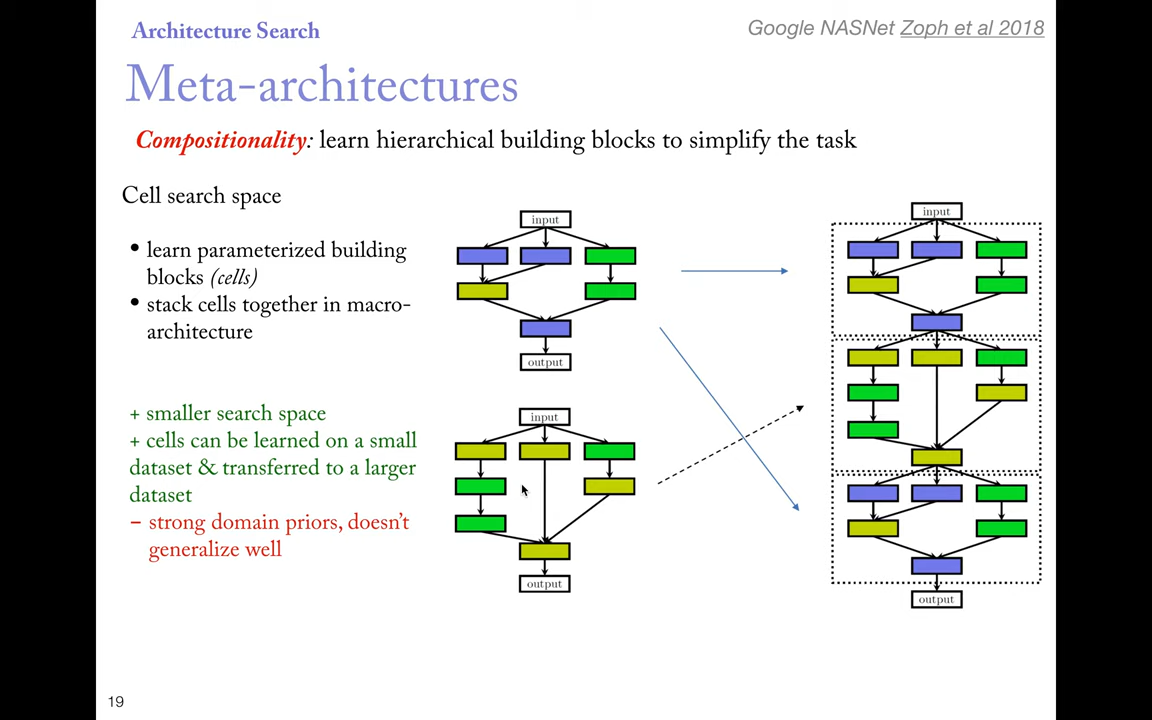 Architecture Search
Google NASNet Zoph et al 2018
Meta-architectures
Compositionality: learn hierarchical building blocks to simplify the task
Cell search space
• learn parameterized building
blocks (cells)
• stack cells together in macro-
architecture
+ smaller search space
+ cells can be learned on a small
dataset & transferred to a larger
dataset
− strong domain priors, doesn't
generalize well
input
output
input
output
input
output
19